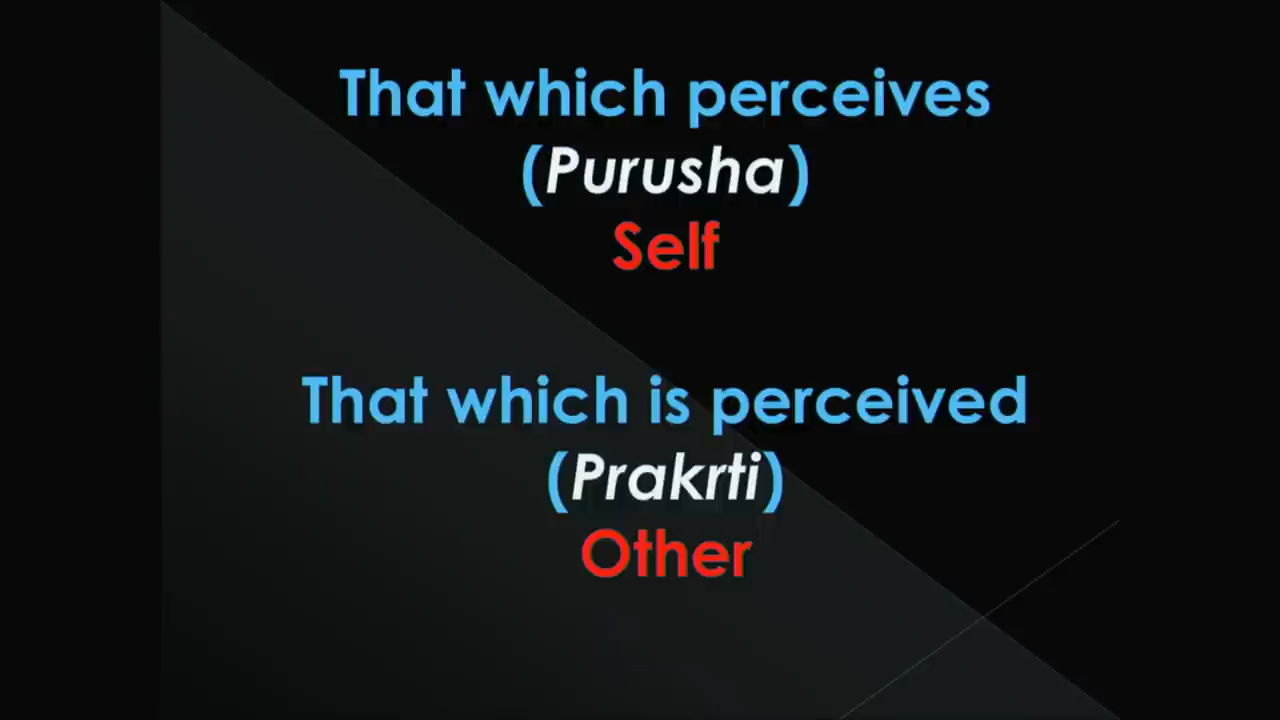 That which perceives
(Purusha)
Self
That which is perceived
(Prakrti)
Other